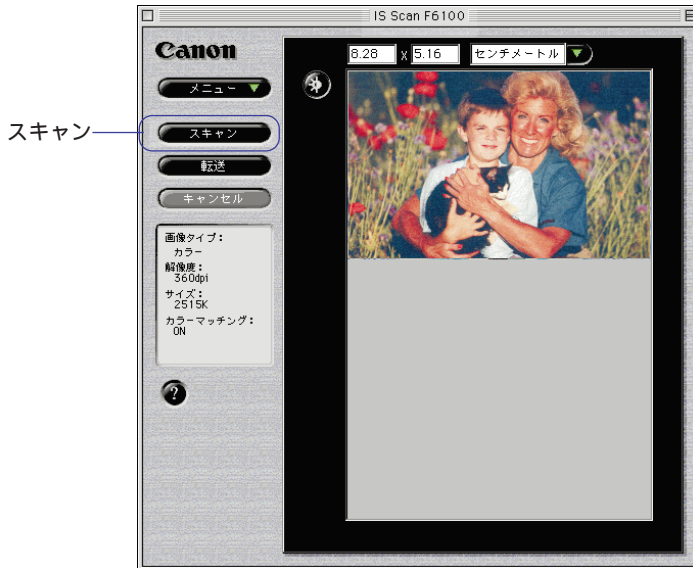 IS Scan F6100
Canon
8.28 x 5.16 センチメートル
メニュー
スキャン
スキャン
転送
キャンセル
画像タイプ:
カラー
解像度:
360dpi
サイズ:
2515K
カラーマッチング:
ON
?